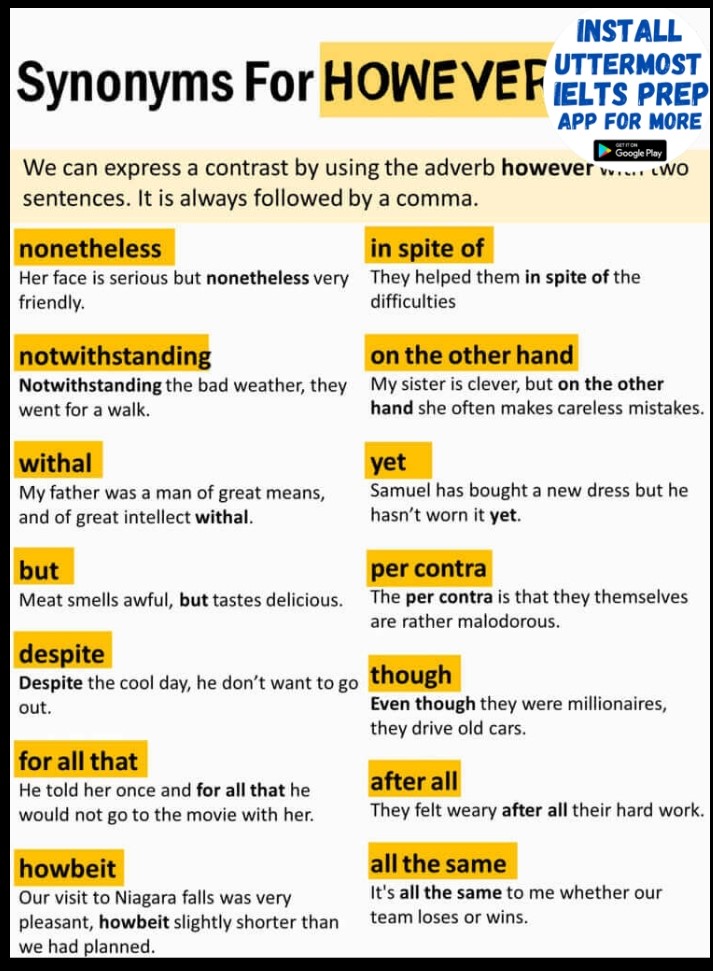 Synonyms For HOWEVER
INSTALL
UTTERMOST
IELTS PREP
APP FOR MORE
GET IT ON
Google Play
We can express a contrast by using the adverb however with two
sentences. It is always followed by a comma.
nonetheless
Her face is serious but nonetheless very
friendly.
notwithstanding
Notwithstanding the bad weather, they
went for a walk.
withal
My father was a man of great means,
and of great intellect withal.
but
Meat smells awful, but tastes delicious.
despite
Despite the cool day, he don't want to go
out.
for all that
He told her once and for all that he
would not go to the movie with her.
howbeit
Our visit to Niagara falls was very
pleasant, howbeit slightly shorter than
we had planned.
in spite of
They helped them in spite of the
difficulties
on the other hand
My sister is clever, but on the other
hand she often makes careless mistakes.
yet
Samuel has bought a new dress but he
hasn't worn it yet.
per contra
The per contra is that they themselves
are rather malodorous.
though
Even though they were millionaires,
they drive old cars.
after all
They felt weary after all their hard work.
all the same
It's all the same to me whether our
team loses or wins.